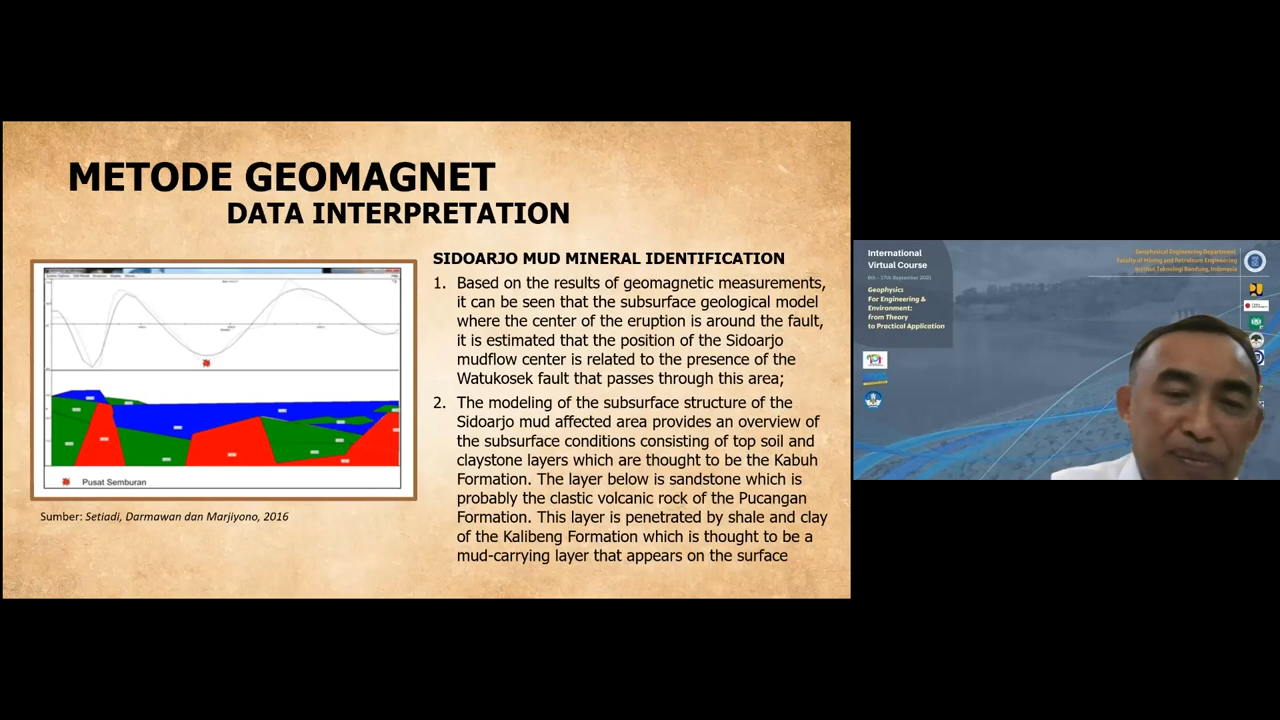 METODE GEOMAGNET
DATA INTERPRETATION
SIDOARJO MUD MINERAL IDENTIFICATION
1. Based on the results of geomagnetic measurements,
it can be seen that the subsurface geological model
where the center of the eruption is around the fault,
it is estimated that the position of the Sidoarjo
mudflow center is related to the presence of the
Watukosek fault that passes through this area;
2. The modeling of the subsurface structure of the
Sidoarjo mud affected area provides an overview of
the subsurface conditions consisting of top soil and
claystone layers which are thought to be the Kabuh
Formation. The layer below is sandstone which is
probably the clastic volcanic rock of the Pucangan
Formation. This layer is penetrated by shale and clay
of the Kalibeng Formation which is thought to be a
mud-carrying layer that appears on the surface
Pusat Semburan
Sumber: Setiadi, Darmawan dan Marjiyono, 2016
International
Virtual Course
6th - 17th September 2021
Geophysics
For Engineering &
Environment:
from Theory
to Practical Application
Geophysical Engineering Department
Faculty of Mining and Petroleum Engineering
Institut Teknologi Bandung, Indonesia